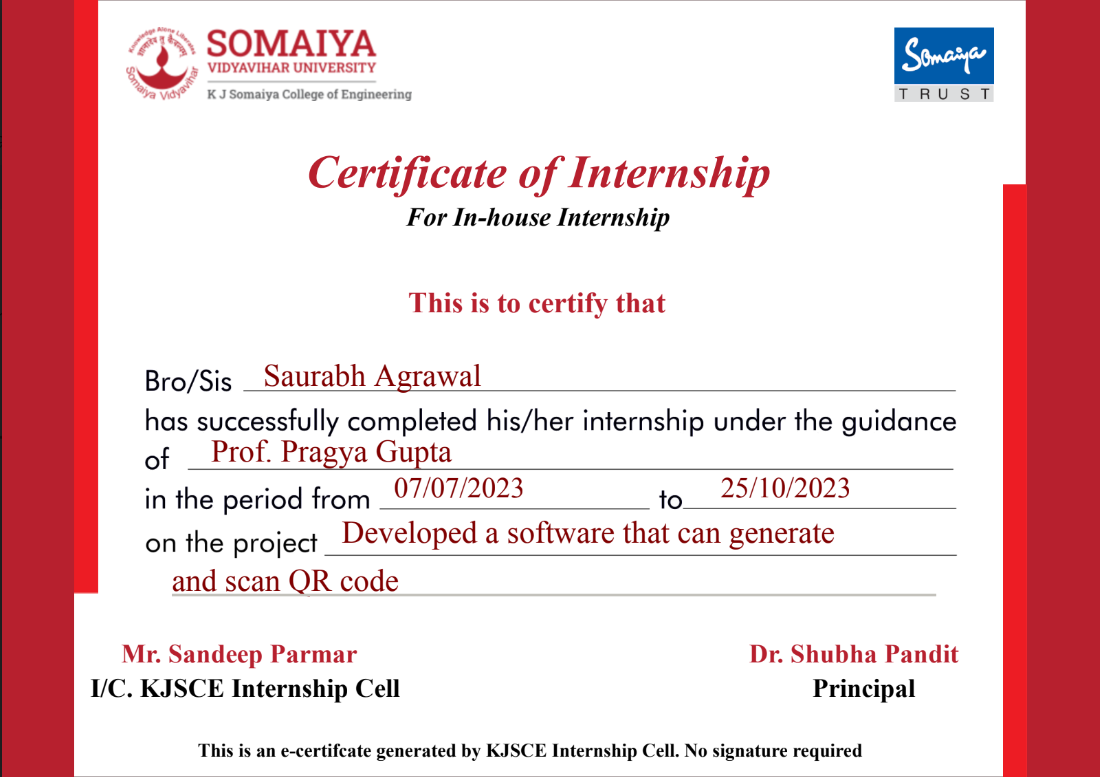 Knowledge Alone Liberates
Somaiya Vidyavihar
SOMAIYA
VIDYAVIHAR UNIVERSITY
K J Somaiya College of Engineering
Somaiya
TRUST
Certificate of Internship
For In-house Internship
This is to certify that
Bro/Sis Saurabh Agrawal
has successfully completed his/her internship under the guidance
of Prof. Pragya Gupta
in the period from 07/07/2023 to 25/10/2023
on the project Developed a software that can generate
and scan QR code
Mr. Sandeep Parmar Dr. Shubha Pandit
I/C. KJSCE Internship Cell Principal
This is an e-certifcate generated by KJSCE Internship Cell. No signature required